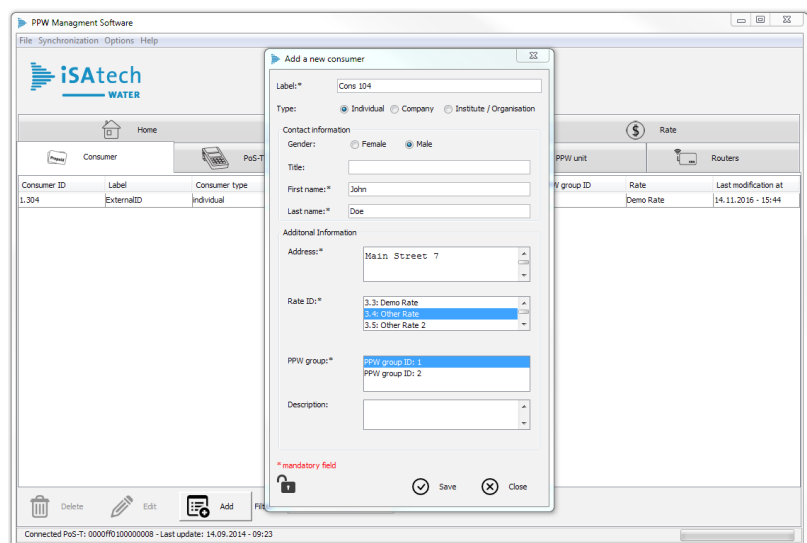 PPW Managment Software
File Synchronization Options Help
iSAtech
WATER
Home
Rate
Prepaid
Consumer
PoS-T
PPW unit
Routers
Consumer ID Label Consumer type group ID Rate Last modification at
1.304 ExternalID individual Demo Rate 14.11.2016 - 15:44
Add a new consumer
Label:* Cons 104
Type: Individual Company Institute / Organisation
Contact information
Gender: Female Male
Title:
First name:* John
Last name:* Doe
Additonal Information
Address:* Main Street 7
Rate ID:* 3.3: Demo Rate
3.4: Other Rate
3.5: Other Rate 2
PPW group:* PPW group ID: 1
PPW group ID: 2
Description:
*mandatory field
Save Close
Delete Edit Add Filt
Connected PoS-T: 0000ff0100000008 - Last update: 14.09.2014 - 09:23